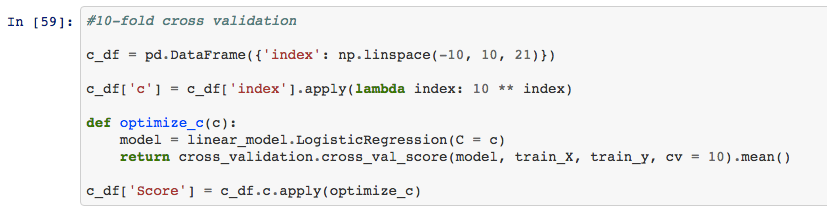 In [59]: #10-fold cross validation
c_df = pd.DataFrame({'index': np.linspace(-10, 10, 21)})
c_df['c'] = c_df['index'].apply(lambda index: 10 ** index)
def optimize_c(c):
    model = linear_model.LogisticRegression(C = c)
    return cross_validation.cross_val_score(model, train_X, train_y, cv = 10).mean()
c_df['Score'] = c_df.c.apply(optimize_c)